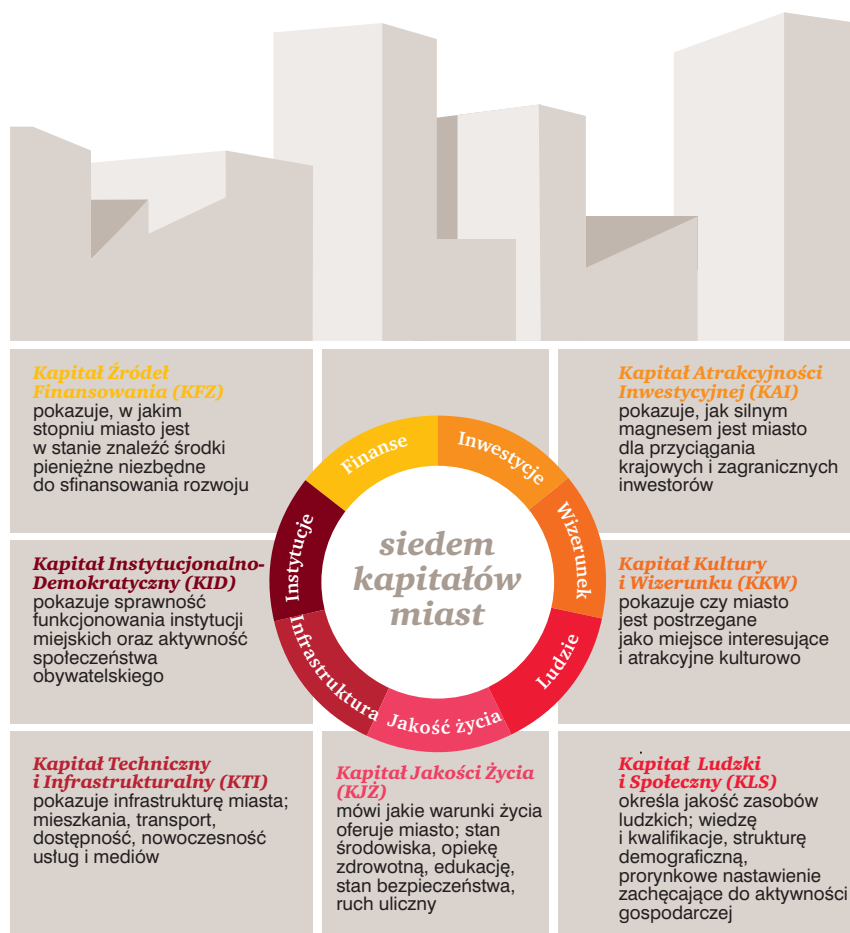 Kapitał Źródeł
Finansowania (KFZ)
pokazuje, w jakim
stopniu miasto jest
w stanie znaleźć środki
pieniężne niezbędne
do sfinansowania rozwoju
Kapitał Atrakcyjności
Inwestycyjnej (KAI)
pokazuje, jak silnym
magnesem jest miasto
dla przyciągania
krajowych i zagranicznych
inwestorów
Finanse
Inwestycje
Instytucje
Wizerunek
Infrastruktura
Jakość życia
Ludzie
siedem
kapitałów
miast
Kapitał Instytucjonalno-
Demokratyczny (KID)
pokazuje sprawność
funkcjonowania instytucji
miejskich oraz aktywność
społeczeństwa
obywatelskiego
Kapitał Kultury
i Wizerunku (KKW)
pokazuje czy miasto
jest postrzegane
jako miejsce interesujące
i atrakcyjne kulturowo
Kapitał Techniczny
i Infrastrukturalny (KTI)
pokazuje infrastrukturę miasta;
mieszkania, transport,
dostępność, nowoczesność
usług i mediów
Kapitał Jakości Życia
(KJŻ)
mówi jakie warunki życia
oferuje miasto; stan
środowiska, opiekę
zdrowotną, edukację,
stan bezpieczeństwa,
ruch uliczny
Kapitał Ludzki
i Społeczny (KLS)
określa jakość zasobów
ludzkich; wiedzę
i kwalifikacje, strukturę
demograficzną,
prorynkowe nastawienie
zachęcające do aktywności
gospodarczej